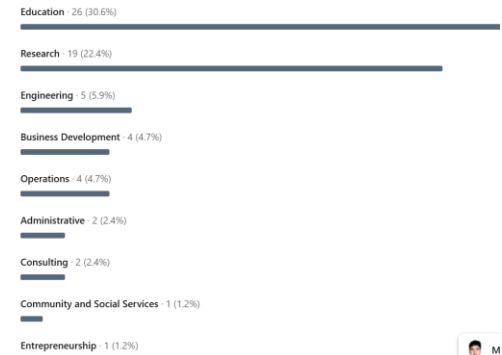 Education · 26 (30.6%)
Research · 19 (22.4%)
Engineering · 5 (5.9%)
Business Development · 4 (4.7%)
Operations · 4 (4.7%)
Administrative · 2 (2.4%)
Consulting · 2 (2.4%)
Community and Social Services · 1 (1.2%)
Entrepreneurship · 1 (1.2%)
M